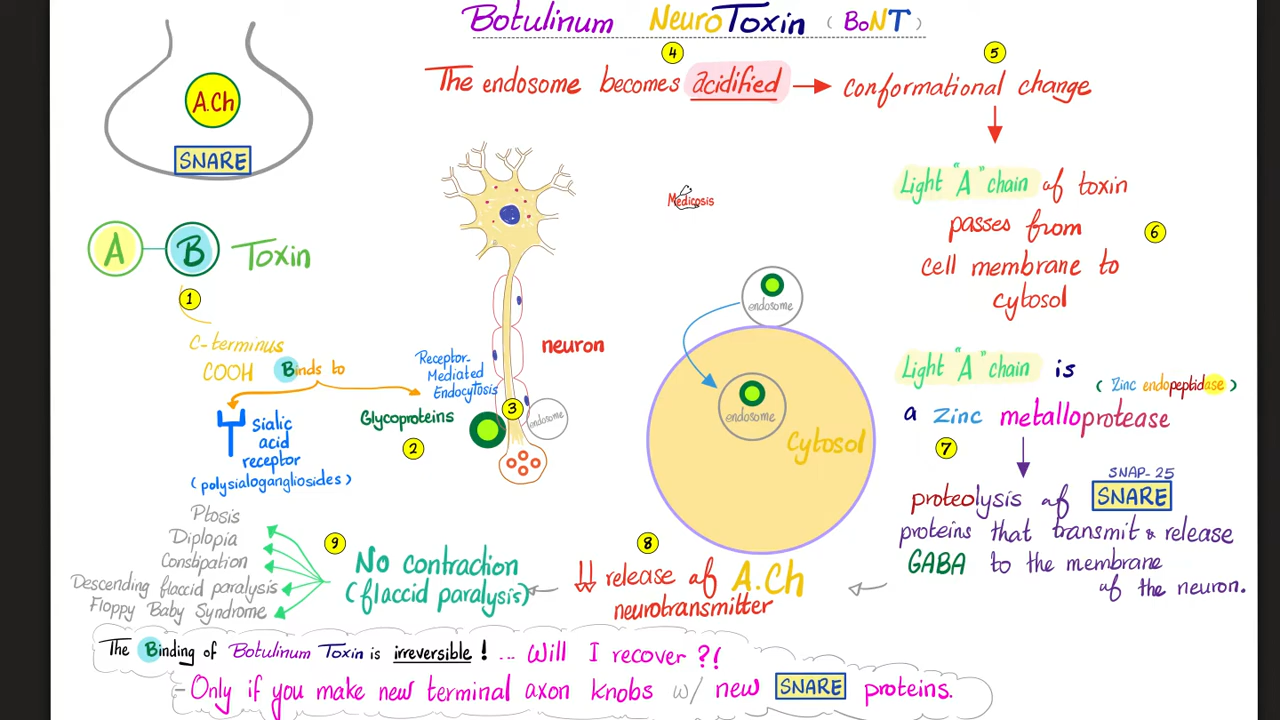 Botulinum NeuroToxin (BoNT)
A.Ch
SNARE
4
The endosome becomes acidified
5
conformational change
Light "A" chain of toxin
passes from
cell membrane to
cytosol
6
Medicosis
A B Toxin
1
C-terminus
COOH Binds to
sialic
acid
receptor
(polysialogangliosides)
Glycoproteins
2
Receptor-
Mediated
Endocytosis
3
endosome
neuron
endosome
endosome
Cytosol
Light "A" chain is
(Zinc endopeptidase)
a zinc metalloprotease
7
SNAP-25
proteolysis of SNARE
proteins that transmit & release
GABA to the membrane
of the neuron.
8
↓↓ release of A.Ch
neurotransmitter
9
No contraction
(flaccid paralysis)
Ptosis
Diplopia
Constipation
Descending flaccid paralysis
Floppy Baby Syndrome
The Binding of Botulinum Toxin is irreversible! ... Will I recover ?!
- Only if you make new terminal axon knobs w/ new SNARE proteins.